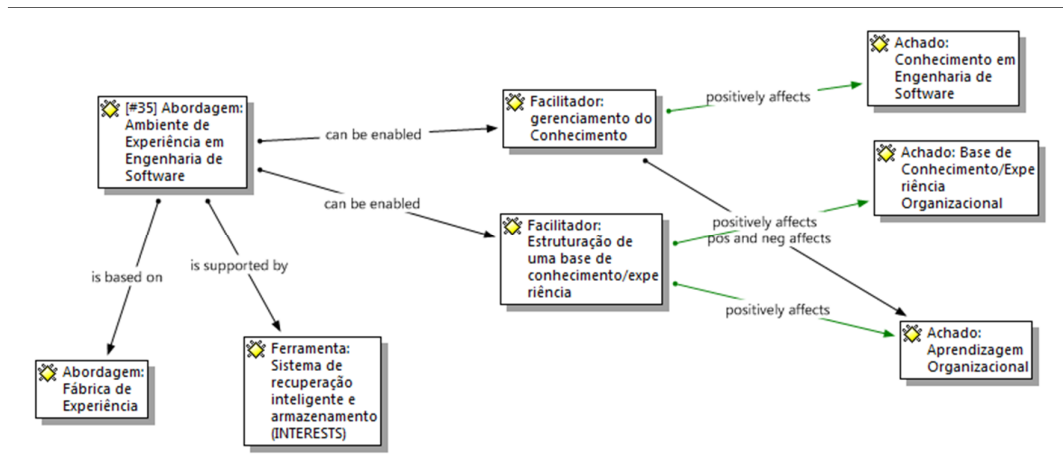 Achado:
Conhecimento em
Engenharia de
Software
positively affects
[#35] Abordagem:
Ambiente de
Experiência em
Engenharia de
Software
can be enabled
Facilitador:
gerenciamento do
Conhecimento
Achado: Base de
Conhecimento/Expe
riência
Organizacional
can be enabled
Facilitador:
Estruturação de
uma base de
conhecimento/expe
riência
positively affects
pos and neg affects
is based on
is supported by
positively affects
Achado:
Aprendizagem
Organizacional
Abordagem:
Fábrica de
Experiência
Ferramenta:
Sistema de
recuperação
inteligente e
armazenamento
(INTERESTS)